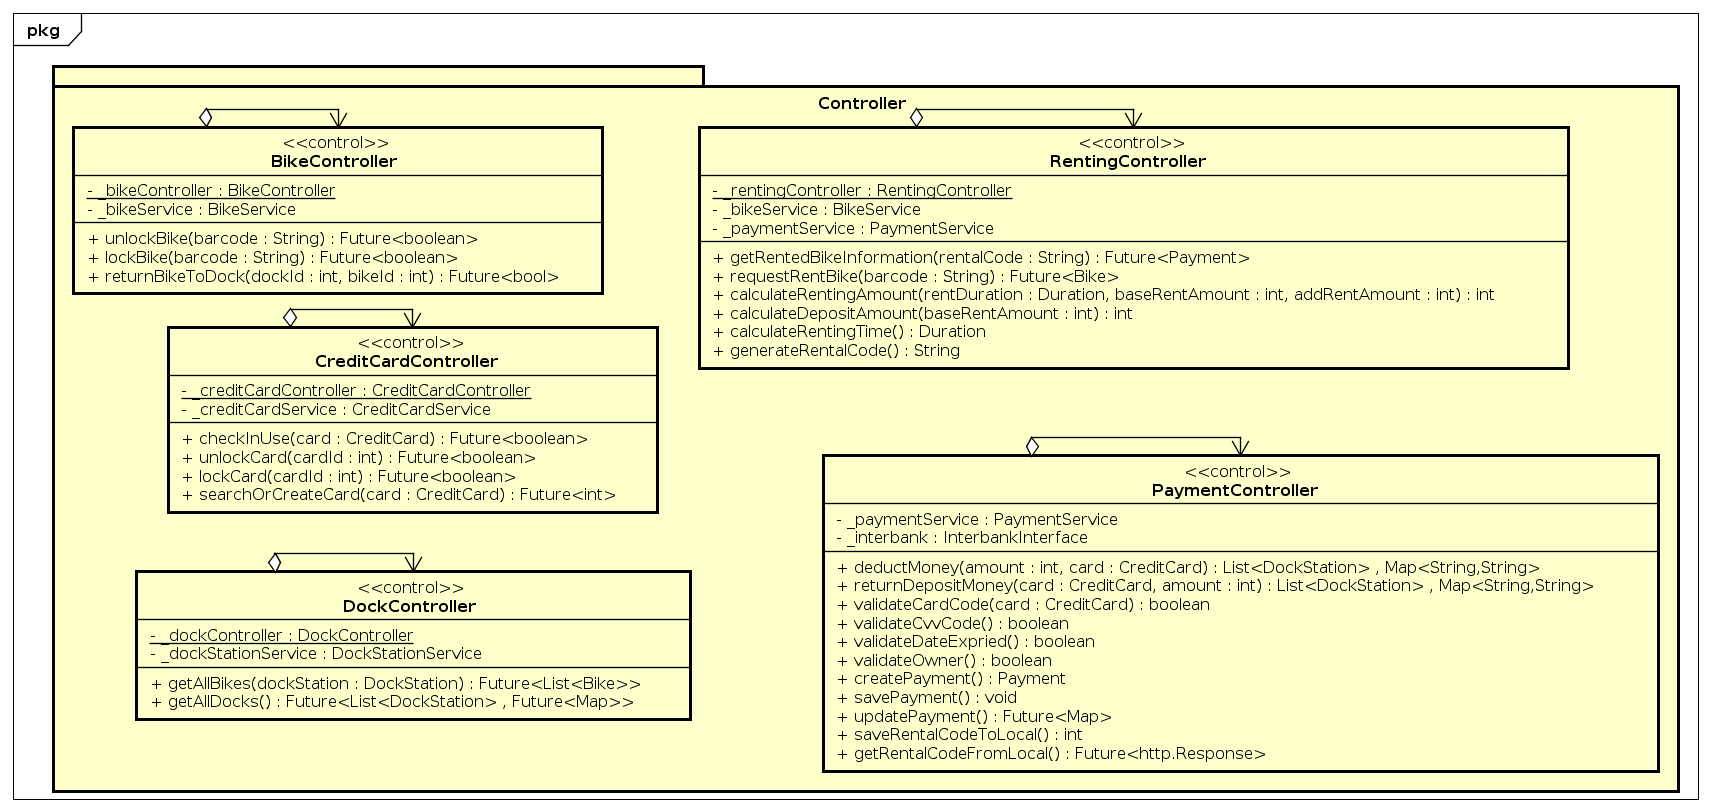 pkg
Controller
<<control>>
BikeController
- _bikeController : BikeController
- _bikeService : BikeService
+ unlockBike(barcode : String) : Future<boolean>
+ lockBike(barcode : String) : Future<boolean>
+ returnBikeToDock(dockId : int, bikeId : int) : Future<bool>
<<control>>
RentingController
- _rentingController : RentingController
- _bikeService : BikeService
- _paymentService : PaymentService
+ getRentedBikeInformation(rentalCode : String) : Future<Payment>
+ requestRentBike(barcode : String) : Future<Bike>
+ calculateRentingAmount(rentDuration : Duration, baseRentAmount : int, addRentAmount : int) : int
+ calculateDepositAmount(baseRentAmount : int) : int
+ calculateRentingTime() : Duration
+ generateRentalCode() : String
<<control>>
CreditCardController
- _creditCardController : CreditCardController
- _creditCardService : CreditCardService
+ checkInUse(card : CreditCard) : Future<boolean>
+ unlockCard(cardId : int) : Future<boolean>
+ lockCard(cardId : int) : Future<boolean>
+ searchOrCreateCard(card : CreditCard) : Future<int>
<<control>>
PaymentController
- _paymentService : PaymentService
- _interbank : InterbankInterface
+ deductMoney(amount : int, card : CreditCard) : List<DockStation> , Map<String,String>
+ returnDepositMoney(card : CreditCard, amount : int) : List<DockStation> , Map<String,String>
+ validateCardCode(card : CreditCard) : boolean
+ validateCvvCode() : boolean
+ validateDateExpried() : boolean
+ validateOwner() : boolean
+ createPayment() : Payment
+ savePayment() : void
+ updatePayment() : Future<Map>
+ saveRentalCodeToLocal() : int
+ getRentalCodeFromLocal() : Future<http.Response>
<<control>>
DockController
- _dockController : DockController
- _dockStationService : DockStationService
+ getAllBikes(dockStation : DockStation) : Future<List<Bike>>
+ getAllDocks() : Future<List<DockStation> , Future<Map>>